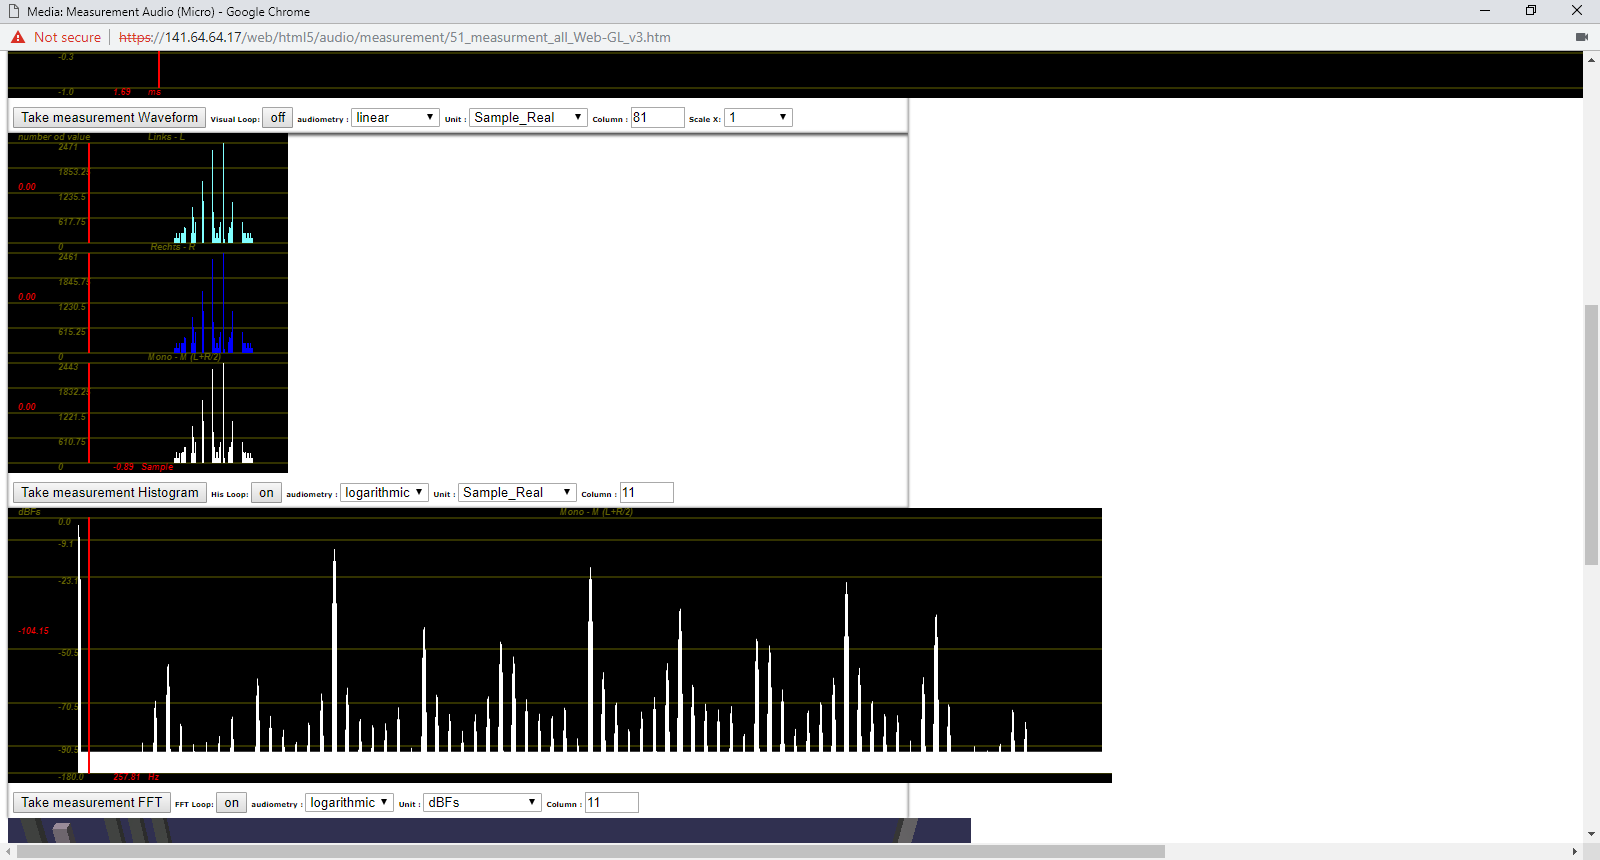 Media: Measurement Audio (Micro) - Google Chrome
Not secure | https://141.64.64.17/web/html5/audio/measurement/51_measurment_all_Web-GL_v3.htm
-0.3
-1.0 1.69 ms
Take measurement Waveform Visual Loop: off audiometry : linear Unit : Sample_Real Column : 81 Scale X: 1
number od value Links - L
2471
1853.25
0.00
1235.5
617.75
0 Rechts - R
2461
1845.75
0.00
1230.5
615.25
0 Mono - M (L+R/2)
2443
1832.25
0.00
1221.5
610.75
0 -0.89 Sample
Take measurement Histogram His Loop: on audiometry : logarithmic Unit : Sample_Real Column : 11
dBFs Mono - M (L+R/2)
0.0
-9.1
-23.1
-104.15
-50.5
-70.5
-90.5
-180.0 257.81 Hz
Take measurement FFT FFT Loop: on audiometry : logarithmic Unit : dBFs Column : 11